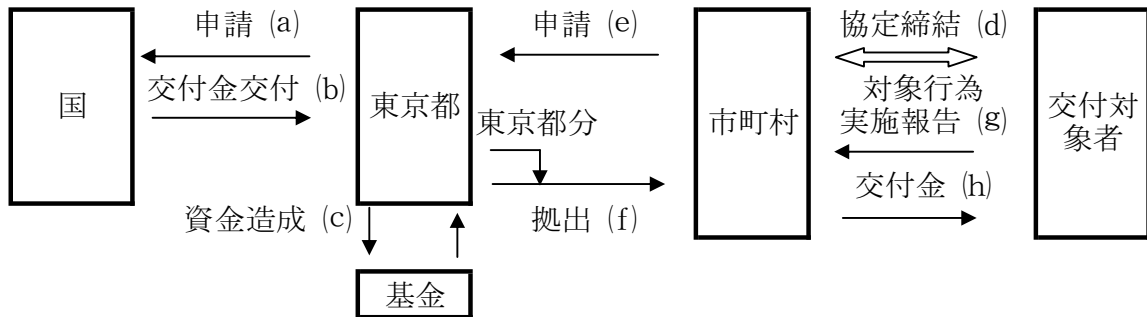 申請 (a)
申請 (e)
協定締結 (d)
国
交付金交付 (b)
東京都
東京都分
市町村
対象行為
実施報告 (g)
交付対
象者
交付金 (h)
資金造成 (c)
拠出 (f)
基金